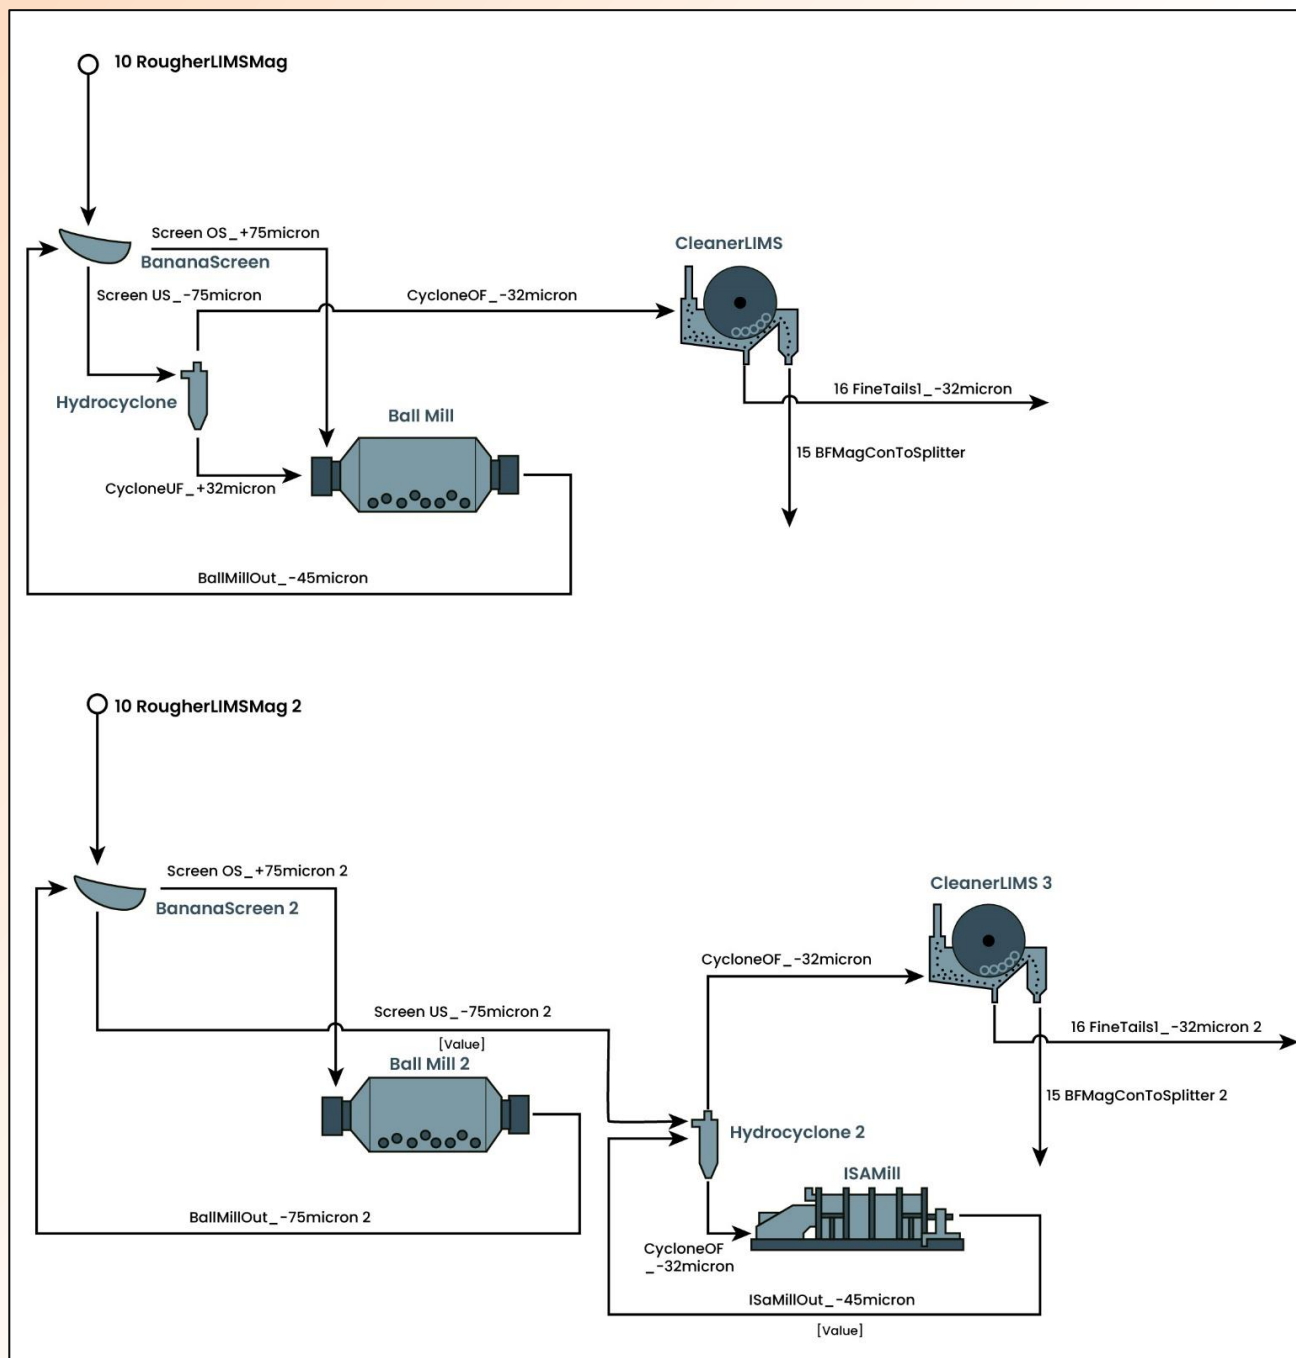 10 RougherLIMSMag
Screen OS_+75micron
BananaScreen
Screen US_-75micron
CycloneOF_-32micron
CleanerLIMS
Hydrocyclone
Ball Mill
16 FineTails1_-32micron
15 BFMagConToSplitter
CycloneUF_+32micron
BallMillOut_-45micron
10 RougherLIMSMag 2
Screen OS_+75micron 2
BananaScreen 2
CleanerLIMS 3
CycloneOF_-32micron
Screen US_-75micron 2
[Value]
16 FineTails1_-32micron 2
Ball Mill 2
15 BFMagConToSplitter 2
Hydrocyclone 2
ISAMill
BallMillOut_-75micron 2
CycloneOF
_-32micron
ISaMillOut_-45micron
[Value]